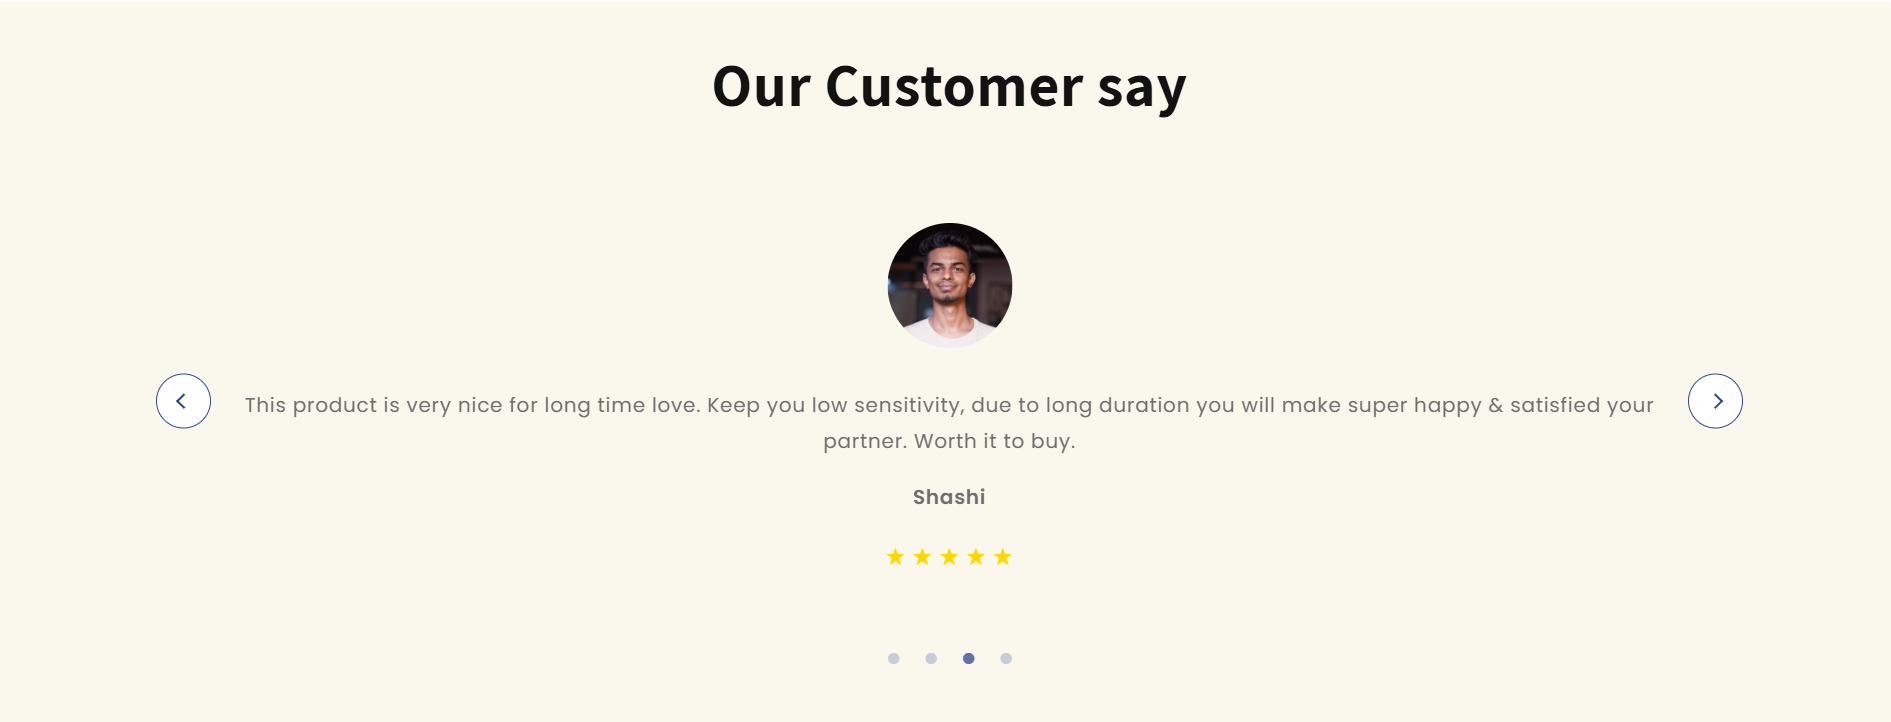 Our Customer say
This product is very nice for long time love. Keep you low sensitivity, due to long duration you will make super happy & satisfied your
partner. Worth it to buy.
Shashi